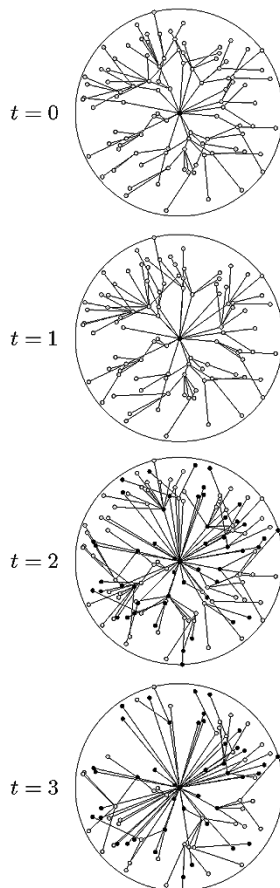 t = 0
t = 1
t = 2
t = 3